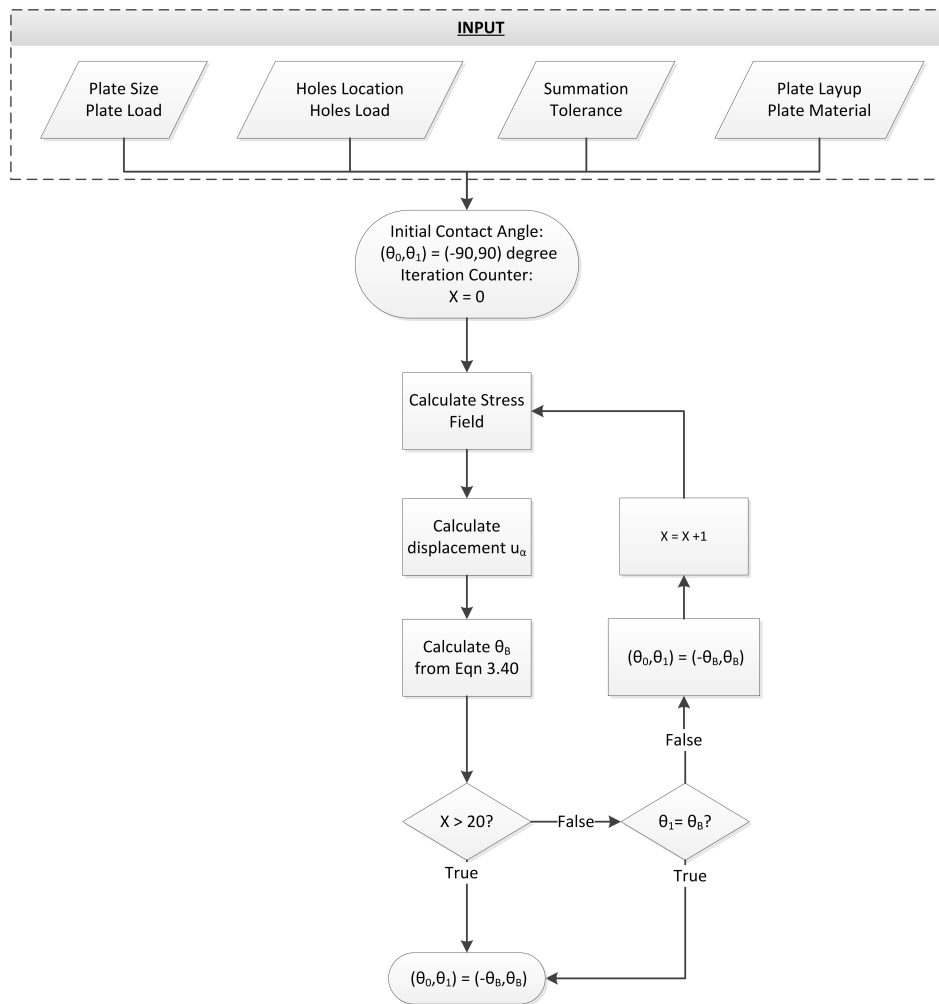 INPUT
Plate Size
Plate Load
Holes Location
Holes Load
Summation
Tolerance
Plate Layup
Plate Material
Initial Contact Angle:
(θ₀,θ₁) = (-90,90) degree
Iteration Counter:
X = 0
Calculate Stress
Field
Calculate
displacement uα
Calculate θB
from Eqn 3.40
X = X +1
(θ₀,θ₁) = (-θB,θB)
False
X > 20?
False
θ₁= θB?
True
True
(θ₀,θ₁) = (-θB,θB)